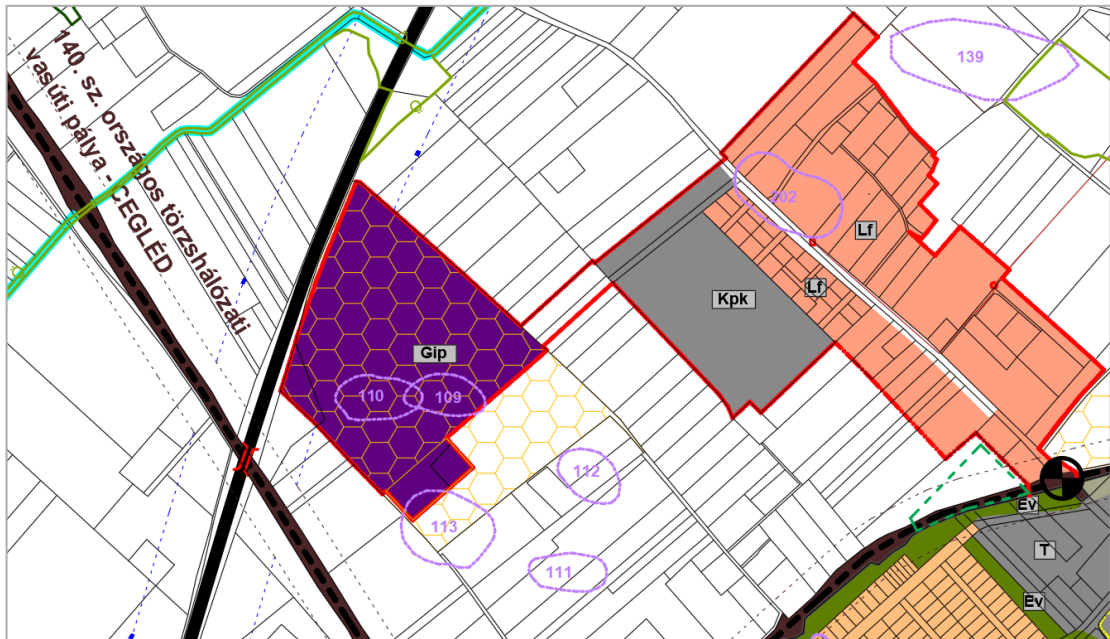 139
140. sz. országos törzshálózati
vasúti pálya - CEGLÉD
202
Lf
Lf
Kpk
Gip
110
109
112
113
111
Ev
T
Ev